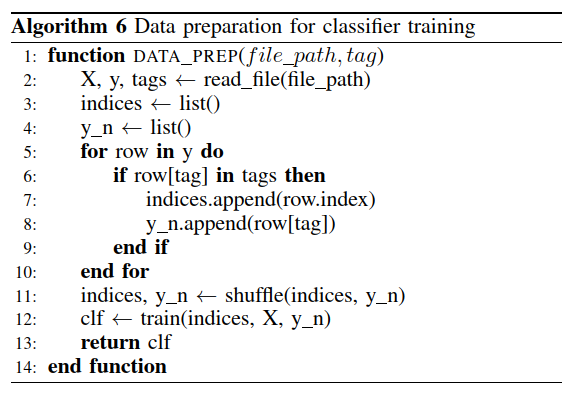 Algorithm 6 Data preparation for classifier training
1: function DATA_PREP(file_path, tag)
2: X, y, tags ← read_file(file_path)
3: indices ← list()
4: y_n ← list()
5: for row in y do
6: if row[tag] in tags then
7: indices.append(row.index)
8: y_n.append(row[tag])
9: end if
10: end for
11: indices, y_n ← shuffle(indices, y_n)
12: clf ← train(indices, X, y_n)
13: return clf
14: end function